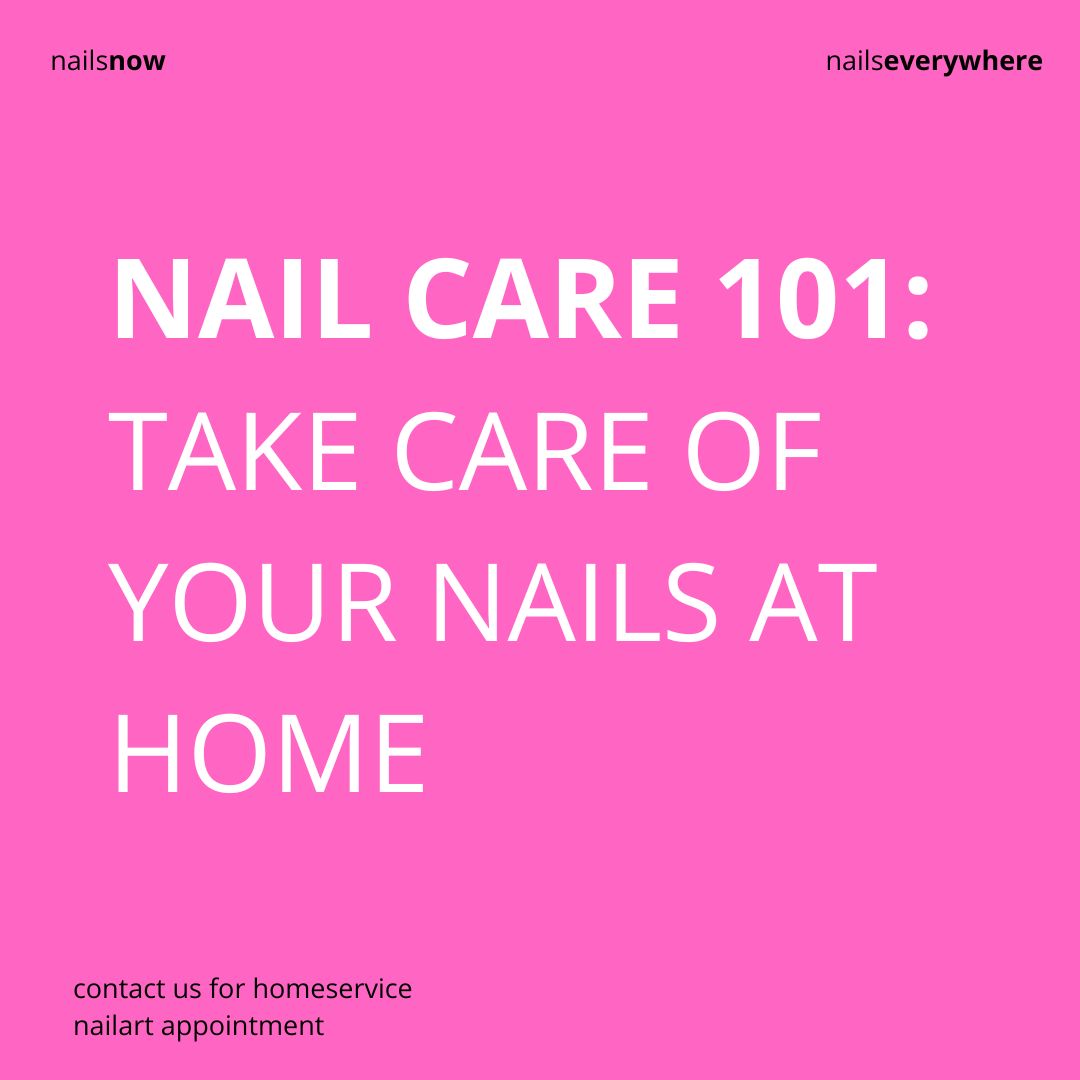 nailsnow
nailseverywhere
NAIL CARE 101:
TAKE CARE OF
YOUR NAILS AT
HOME
contact us for homeservice
nailart appointment